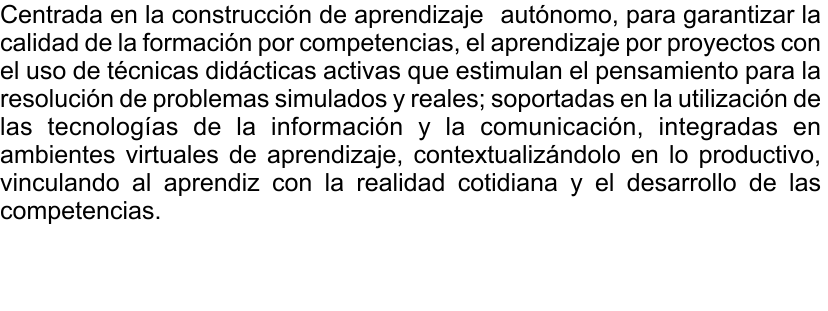 Centrada en la construcción de aprendizaje  autónomo, para garantizar la
calidad de la formación por competencias, el aprendizaje por proyectos con
el uso de técnicas didácticas activas que estimulan el pensamiento para la
resolución de problemas simulados y reales; soportadas en la utilización de
las tecnologías de la información y la comunicación, integradas en
ambientes virtuales de aprendizaje, contextualizándolo en lo productivo,
vinculando al aprendiz con la realidad cotidiana y el desarrollo de las
competencias.